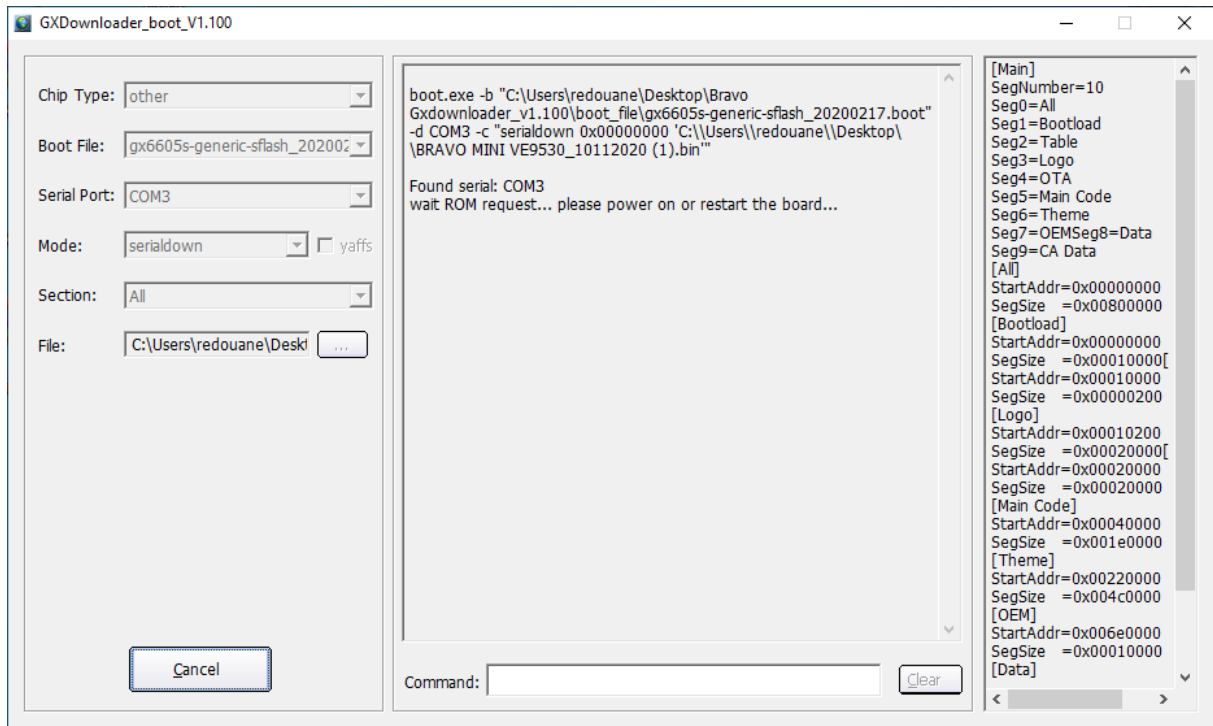 GXDownloader_boot_V1.100
Chip Type: other
Boot File: gx6605s-generic-sflash_202002
Serial Port: COM3
Mode: serialdown yaffs
Section: All
File: C:\Users\redouane\Deskt ...
Cancel
boot.exe -b "C:\Users\redouane\Desktop\Bravo
Gxdownloader_v1.100\boot_file\gx6605s-generic-sflash_20200217.boot"
-d COM3 -c "serialdown 0x00000000 'C:\\Users\\redouane\\Desktop\
\BRAVO MINI VE9530_10112020 (1).bin'"
Found serial: COM3
wait ROM request... please power on or restart the board...
Command:
Clear
[Main]
SegNumber=10
Seg0=All
Seg1=Bootload
Seg2=Table
Seg3=Logo
Seg4=OTA
Seg5=Main Code
Seg6=Theme
Seg7=OEMSeg8=Data
Seg9=CA Data
[All]
StartAddr=0x00000000
SegSize =0x00800000
[Bootload]
StartAddr=0x00000000
SegSize =0x00010000[
StartAddr=0x00010000
SegSize =0x00000200
[Logo]
StartAddr=0x00010200
SegSize =0x00020000[
StartAddr=0x00020000
SegSize =0x00020000
[Main Code]
StartAddr=0x00040000
SegSize =0x001e0000
[Theme]
StartAddr=0x00220000
SegSize =0x004c0000
[OEM]
StartAddr=0x006e0000
SegSize =0x00010000
[Data]